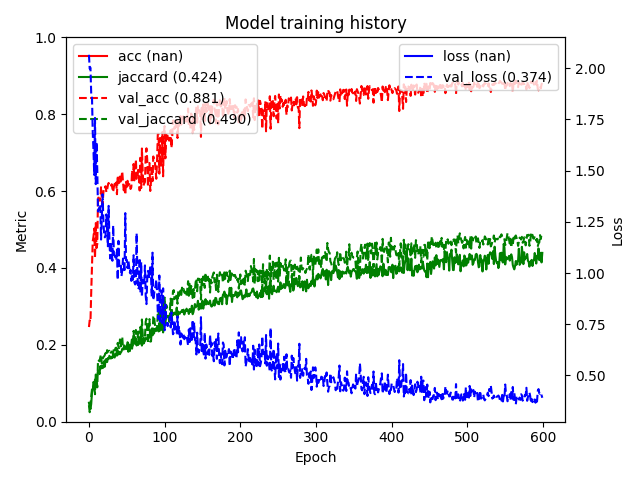 Model training history
acc (nan)
jaccard (0.424)
val_acc (0.881)
val_jaccard (0.490)
loss (nan)
val_loss (0.374)
1.0
0.8
0.6
0.4
0.2
0.0
Metric
2.00
1.75
1.50
1.25
1.00
0.75
0.50
Loss
0 100 200 300 400 500 600
Epoch